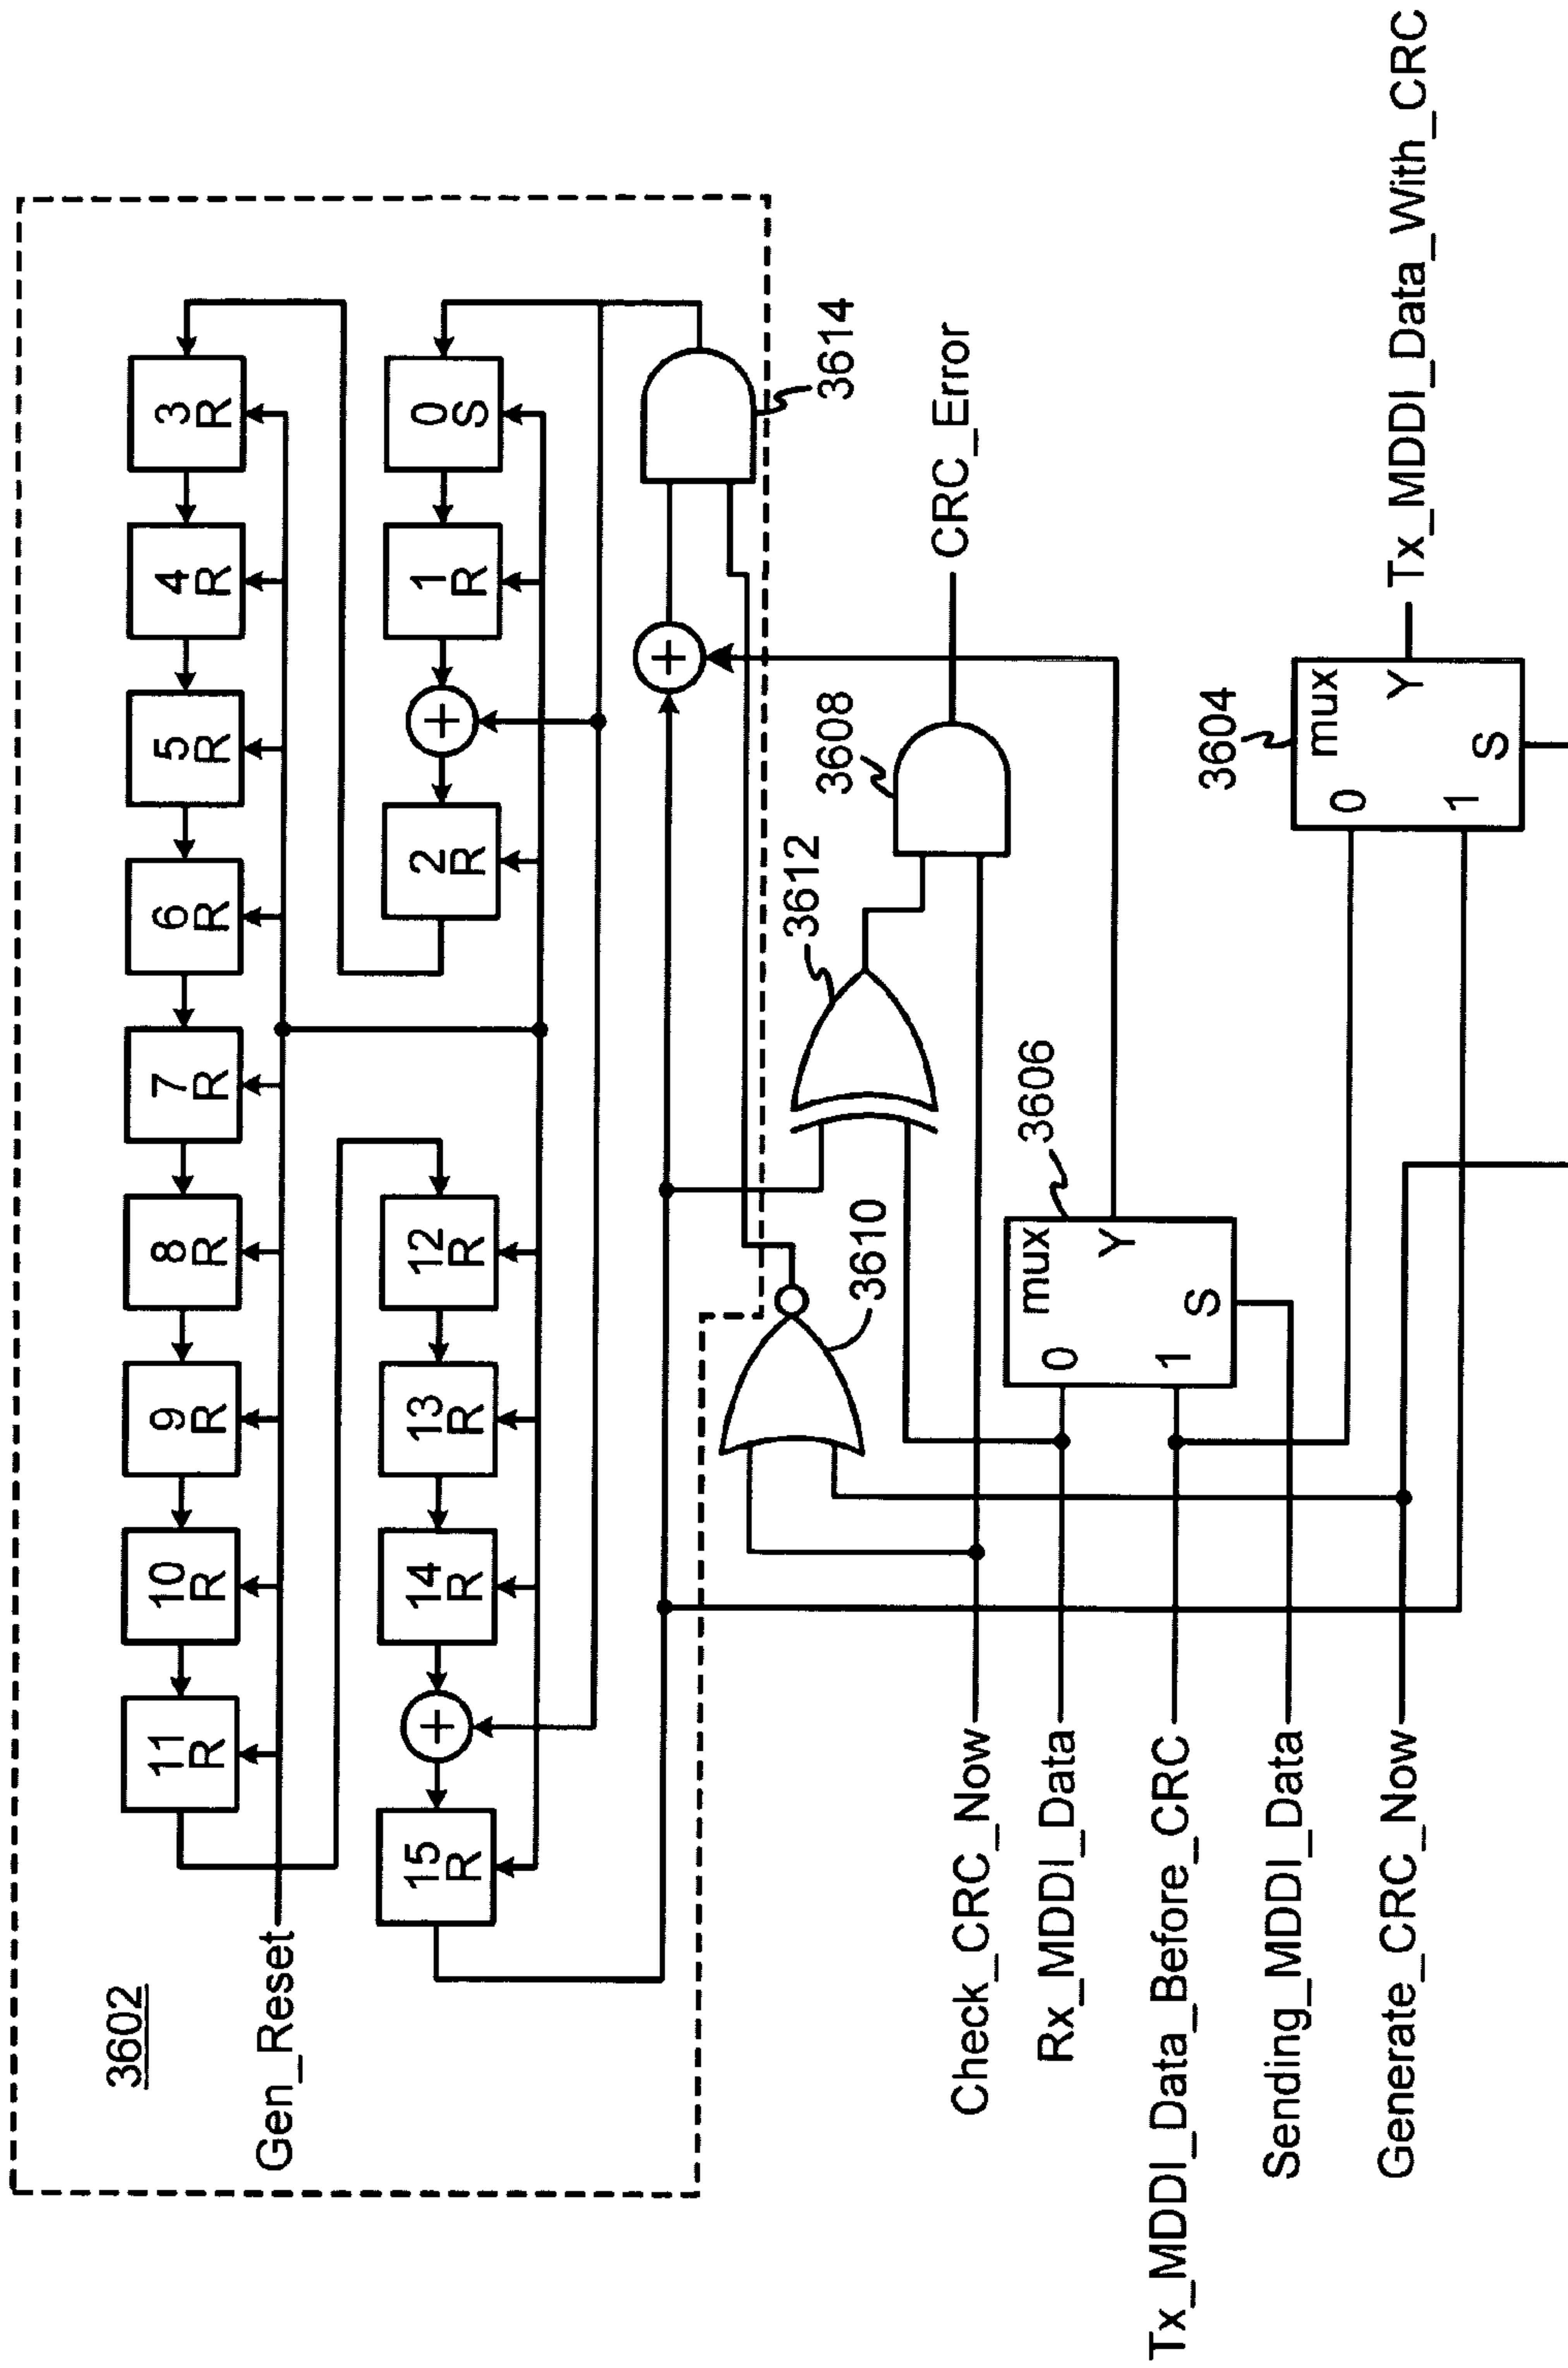 3602
Gen_Reset
11
R
10
R
9
R
8
R
7
R
6
R
5
R
4
R
3
R
15
R
+
14
R
13
R
12
R
2
R
+
1
R
0
S
+
3614
3610
3612
3608
CRC_Error
Check_CRC_Now
Rx_MDDI_Data
Tx_MDDI_Data_Before_CRC
Sending_MDDI_Data
Generate_CRC_Now
3606
mux
0
Y
1
S
3604
mux
0
Y
1
S
Tx_MDDI_Data_With_CRC